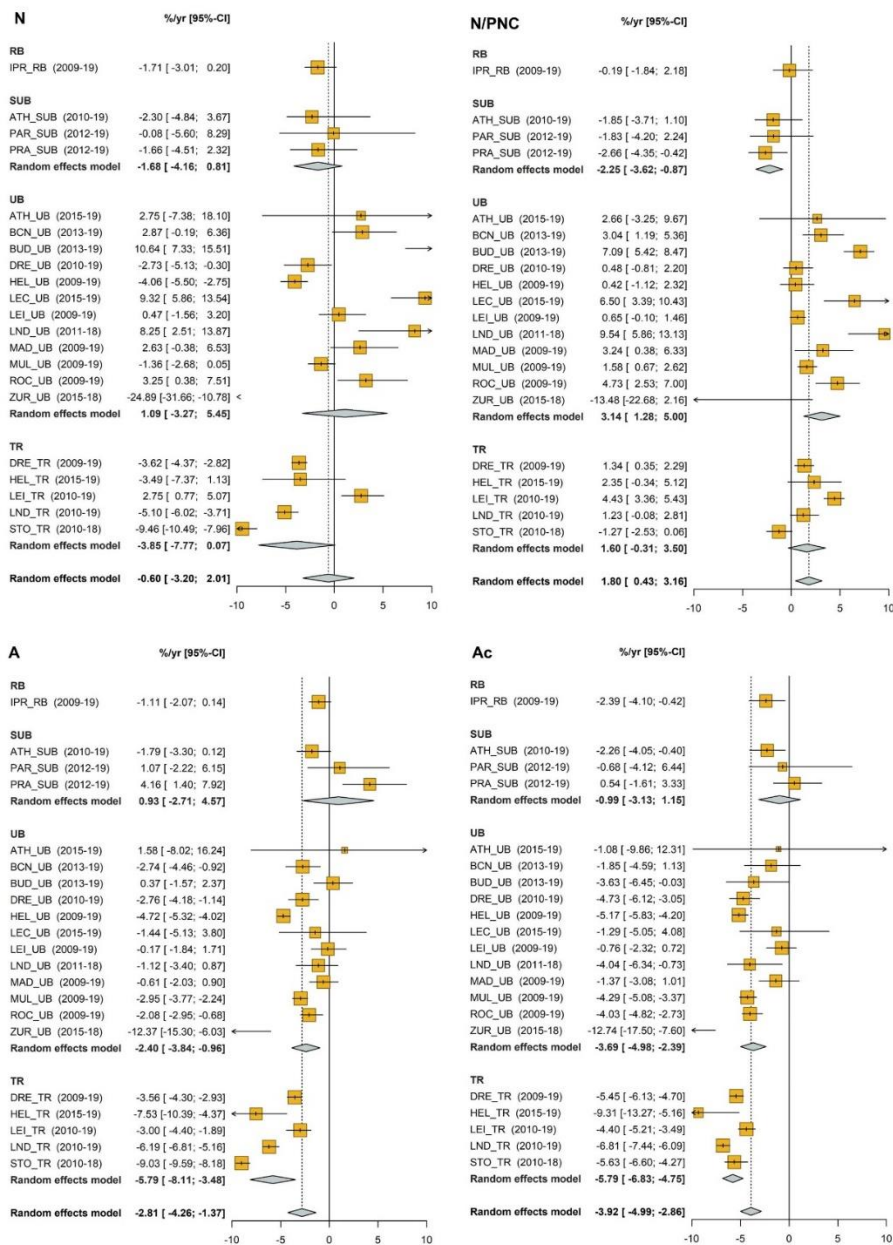 N
%/yr [95%-CI]
RB
IPR_RB (2009-19) -1.71 [ -3.01; 0.20]
SUB
ATH_SUB (2010-19) -2.30 [ -4.84; 3.67]
PAR_SUB (2012-19) -0.08 [ -5.60; 8.29]
PRA_SUB (2012-19) -1.66 [ -4.51; 2.32]
Random effects model -1.68 [ -4.16; 0.81]
UB
ATH_UB (2015-19) 2.75 [ -7.38; 18.10]
BCN_UB (2013-19) 2.87 [ -0.19; 6.36]
BUD_UB (2013-19) 10.64 [ 7.33; 15.51]
DRE_UB (2010-19) -2.73 [ -5.13; -0.30]
HEL_UB (2009-19) -4.06 [ -5.50; -2.75]
LEC_UB (2015-19) 9.32 [ 5.86; 13.54]
LEI_UB (2009-19) 0.47 [ -1.56; 3.20]
LND_UB (2011-18) 8.25 [ 2.51; 13.87]
MAD_UB (2009-19) 2.63 [ -0.38; 6.53]
MUL_UB (2009-19) -1.36 [ -2.68; 0.05]
ROC_UB (2009-19) 3.25 [ 0.38; 7.51]
ZUR_UB (2015-18) -24.89 [-31.66; -10.78]
Random effects model 1.09 [ -3.27; 5.45]
TR
DRE_TR (2009-19) -3.62 [ -4.37; -2.82]
HEL_TR (2015-19) -3.49 [ -7.37; 1.13]
LEI_TR (2010-19) 2.75 [ 0.77; 5.07]
LND_TR (2010-19) -5.10 [ -6.02; -3.71]
STO_TR (2010-18) -9.46 [-10.49; -7.96]
Random effects model -3.85 [ -7.77; 0.07]
Random effects model -0.60 [ -3.20; 2.01]
-10 -5 0 5 10
N/PNC
%/yr [95%-CI]
RB
IPR_RB (2009-19) -0.19 [ -1.84; 2.18]
SUB
ATH_SUB (2010-19) -1.85 [ -3.71; 1.10]
PAR_SUB (2012-19) -1.83 [ -4.20; 2.24]
PRA_SUB (2012-19) -2.66 [ -4.35; -0.42]
Random effects model -2.25 [ -3.62; -0.87]
UB
ATH_UB (2015-19) 2.66 [ -3.25; 9.67]
BCN_UB (2013-19) 3.04 [ 1.19; 5.36]
BUD_UB (2013-19) 7.09 [ 5.42; 8.47]
DRE_UB (2010-19) 0.48 [ -0.81; 2.20]
HEL_UB (2009-19) 0.42 [ -1.12; 2.32]
LEC_UB (2015-19) 6.50 [ 3.39; 10.43]
LEI_UB (2009-19) 0.65 [ -0.10; 1.46]
LND_UB (2011-18) 9.54 [ 5.86; 13.13]
MAD_UB (2009-19) 3.24 [ 0.38; 6.33]
MUL_UB (2009-19) 1.58 [ 0.67; 2.62]
ROC_UB (2009-19) 4.73 [ 2.53; 7.00]
ZUR_UB (2015-18) -13.48 [-22.68; 2.16]
Random effects model 3.14 [ 1.28; 5.00]
TR
DRE_TR (2009-19) 1.34 [ 0.35; 2.29]
HEL_TR (2015-19) 2.35 [ -0.34; 5.12]
LEI_TR (2010-19) 4.43 [ 3.36; 5.43]
LND_TR (2010-19) 1.23 [ -0.08; 2.81]
STO_TR (2010-18) -1.27 [ -2.53; 0.06]
Random effects model 1.60 [ -0.31; 3.50]
Random effects model 1.80 [ 0.43; 3.16]
-10 -5 0 5 10
A
%/yr [95%-CI]
RB
IPR_RB (2009-19) -1.11 [ -2.07; 0.14]
SUB
ATH_SUB (2010-19) -1.79 [ -3.30; 0.12]
PAR_SUB (2012-19) 1.07 [ -2.22; 6.15]
PRA_SUB (2012-19) 4.16 [ 1.40; 7.92]
Random effects model 0.93 [ -2.71; 4.57]
UB
ATH_UB (2015-19) 1.58 [ -8.02; 16.24]
BCN_UB (2013-19) -2.74 [ -4.46; -0.92]
BUD_UB (2013-19) 0.37 [ -1.57; 2.37]
DRE_UB (2010-19) -2.76 [ -4.18; -1.14]
HEL_UB (2009-19) -4.72 [ -5.32; -4.02]
LEC_UB (2015-19) -1.44 [ -5.13; 3.80]
LEI_UB (2009-19) -0.17 [ -1.84; 1.71]
LND_UB (2011-18) -1.12 [ -3.40; 0.87]
MAD_UB (2009-19) -0.61 [ -2.03; 0.90]
MUL_UB (2009-19) -2.95 [ -3.77; -2.24]
ROC_UB (2009-19) -2.08 [ -2.95; -0.68]
ZUR_UB (2015-18) -12.37 [-15.30; -6.03]
Random effects model -2.40 [ -3.84; -0.96]
TR
DRE_TR (2009-19) -3.56 [ -4.30; -2.93]
HEL_TR (2015-19) -7.53 [-10.39; -4.37]
LEI_TR (2010-19) -3.00 [ -4.40; -1.89]
LND_TR (2010-19) -6.19 [ -6.81; -5.16]
STO_TR (2010-18) -9.03 [ -9.59; -8.18]
Random effects model -5.79 [ -8.11; -3.48]
Random effects model -2.81 [ -4.26; -1.37]
-10 -5 0 5 10
Ac
%/yr [95%-CI]
RB
IPR_RB (2009-19) -2.39 [ -4.10; -0.42]
SUB
ATH_SUB (2010-19) -2.26 [ -4.05; -0.40]
PAR_SUB (2012-19) -0.68 [ -4.12; 6.44]
PRA_SUB (2012-19) 0.54 [ -1.61; 3.33]
Random effects model -0.99 [ -3.13; 1.15]
UB
ATH_UB (2015-19) -1.08 [ -9.86; 12.31]
BCN_UB (2013-19) -1.85 [ -4.59; 1.13]
BUD_UB (2013-19) -3.63 [ -6.45; -0.03]
DRE_UB (2010-19) -4.73 [ -6.12; -3.05]
HEL_UB (2009-19) -5.17 [ -5.83; -4.20]
LEC_UB (2015-19) -1.29 [ -5.05; 4.08]
LEI_UB (2009-19) -0.76 [ -2.32; 0.72]
LND_UB (2011-18) -4.04 [ -6.34; -0.73]
MAD_UB (2009-19) -1.37 [ -3.08; 1.01]
MUL_UB (2009-19) -4.29 [ -5.08; -3.37]
ROC_UB (2009-19) -4.03 [ -4.82; -2.73]
ZUR_UB (2015-18) -12.74 [-17.50; -7.60]
Random effects model -3.69 [ -4.98; -2.39]
TR
DRE_TR (2009-19) -5.45 [ -6.13; -4.70]
HEL_TR (2015-19) -9.31 [-13.27; -5.16]
LEI_TR (2010-19) -4.40 [ -5.21; -3.49]
LND_TR (2010-19) -6.81 [ -7.44; -6.09]
STO_TR (2010-18) -5.63 [ -6.60; -4.27]
Random effects model -5.79 [ -6.83; -4.75]
Random effects model -3.92 [ -4.99; -2.86]
-10 -5 0 5 10